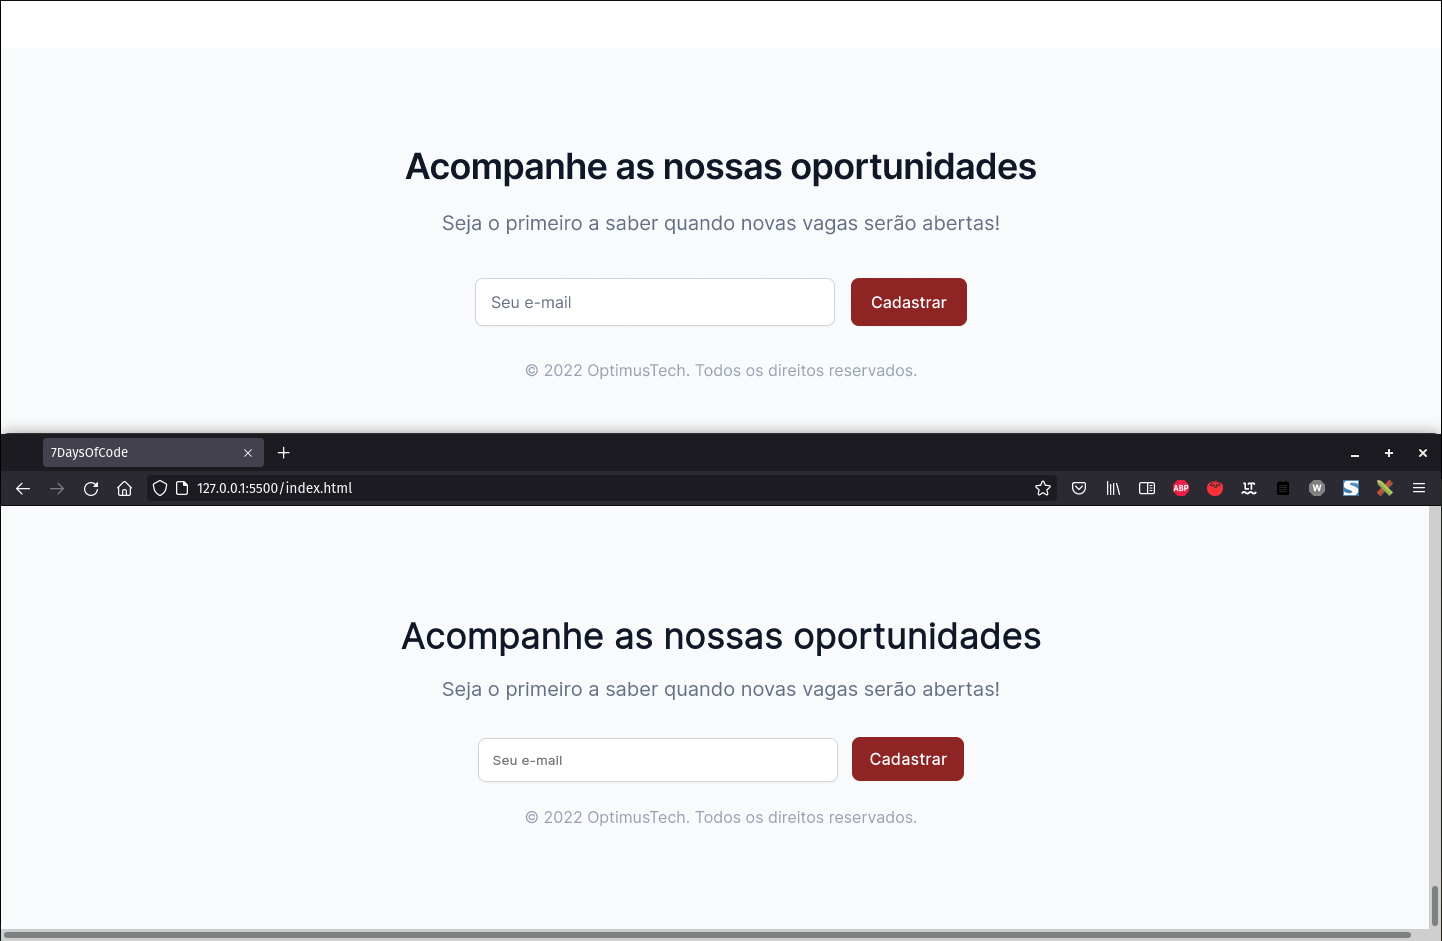 Acompanhe as nossas oportunidades
Seja o primeiro a saber quando novas vagas serão abertas!
Seu e-mail
Cadastrar
© 2022 OptimusTech. Todos os direitos reservados.
7DaysOfCode
127.0.0.1:5500/index.html
ABP
LT
W
S
Acompanhe as nossas oportunidades
Seja o primeiro a saber quando novas vagas serão abertas!
Seu e-mail
Cadastrar
© 2022 OptimusTech. Todos os direitos reservados.